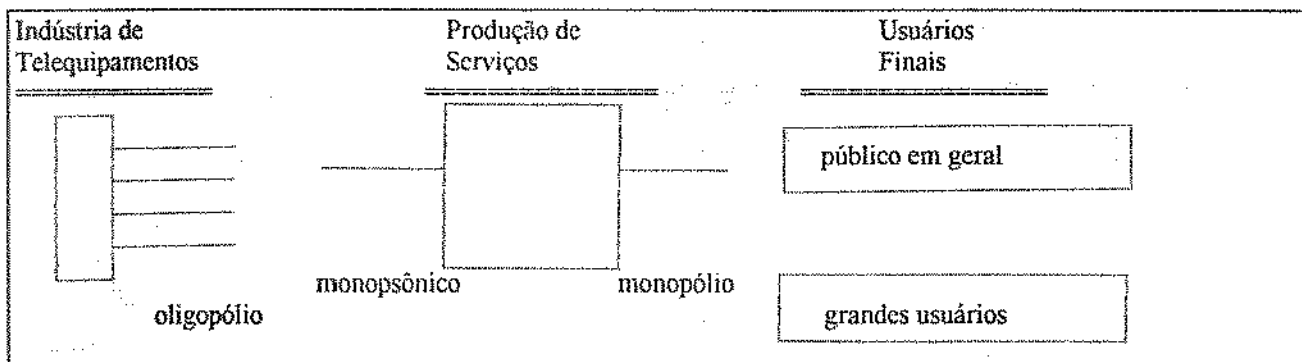 Indústria de
Telequipamentos
Produção de
Serviços
Usuários
Finais
público em geral
monopsônico
monopólio
oligopólio
grandes usuários